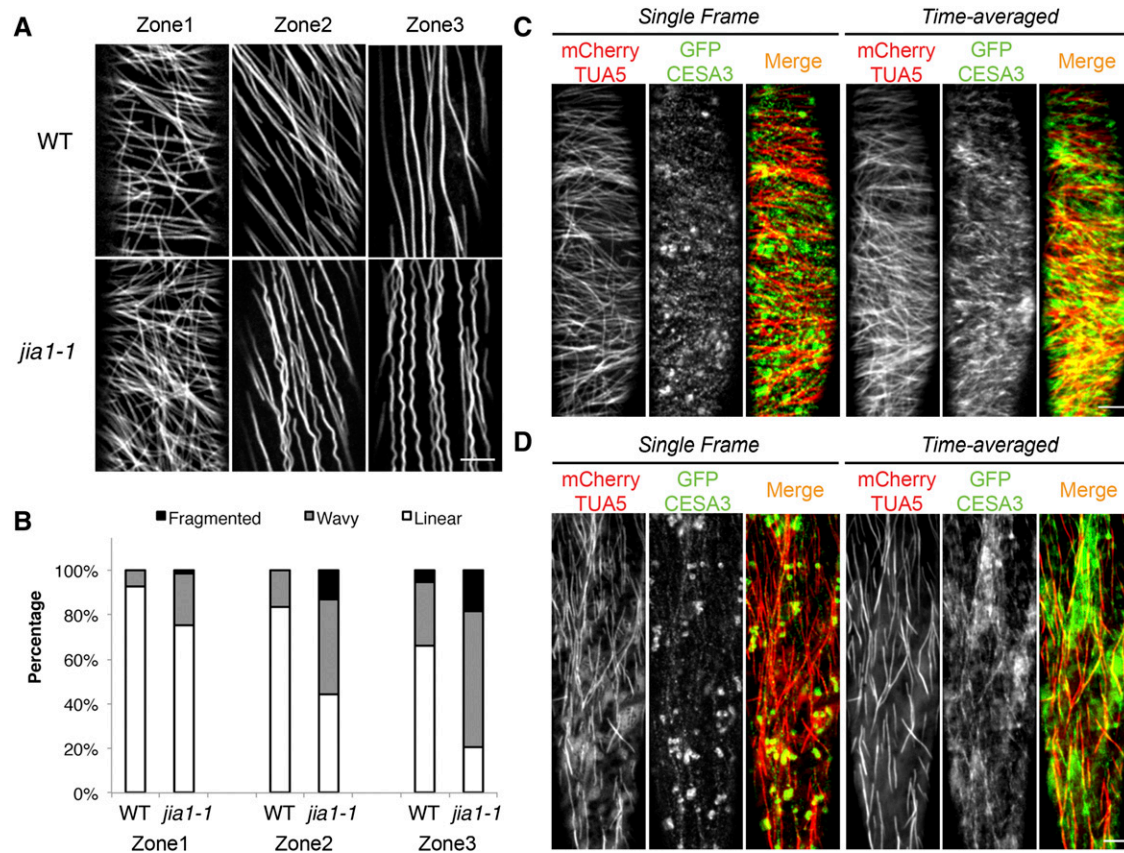 A
Zone1 Zone2 Zone3
WT
jia1-1
B
Fragmented Wavy Linear
Percentage
100%
80%
60%
40%
20%
0%
WT jia1-1 WT jia1-1 WT jia1-1
Zone1 Zone2 Zone3
C
Single Frame Time-averaged
mCherry GFP Merge mCherry GFP Merge
TUA5 CESA3 TUA5 CESA3
D
Single Frame Time-averaged
mCherry GFP Merge mCherry GFP Merge
TUA5 CESA3 TUA5 CESA3